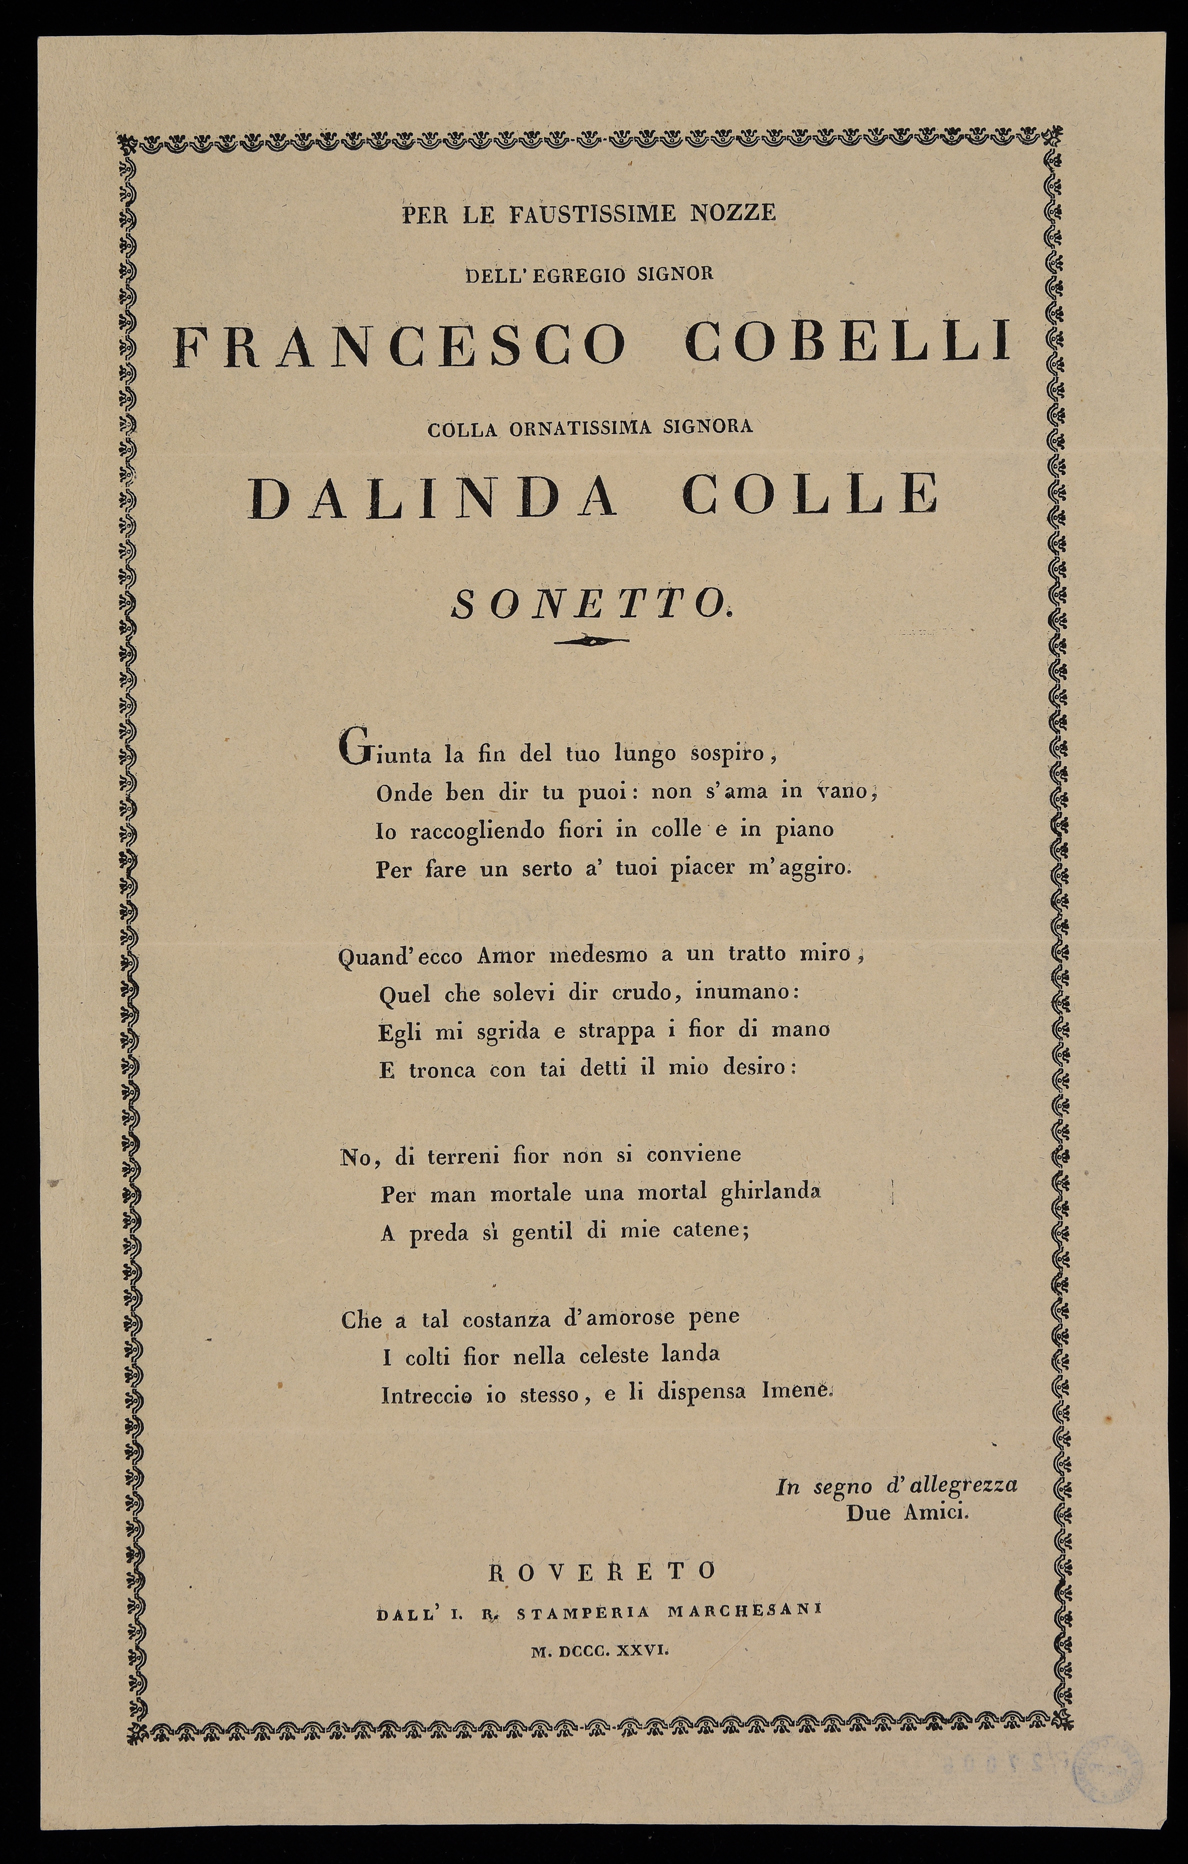 PER LE FAUSTISSIME NOZZE
DELL' EGREGIO SIGNOR
FRANCESCO COBELLI
COLLA ORNATISSIMA SIGNORA
DALINDA COLLE
SONETTO.
Giunta la fin del tuo lungo sospiro,
Onde ben dir tu puoi: non s'ama in vano,
Io raccogliendo fiori in colle e in piano
Per fare un serto a' tuoi piacer m'aggiro.
Quand' ecco Amor medesmo a un tratto miro,
Quel che solevi dir crudo, inumano:
Egli mi sgrida e strappa i fior di mano
E tronca con tai detti il mio desiro:
No, di terreni fior non si conviene
Per man mortale una mortal ghirlanda
A preda sì gentil di mie catene;
Che a tal costanza d'amorose pene
I colti fior nella celeste landa
Intreccio io stesso, e li dispensa Imene.
In segno d'allegrezza
Due Amici.
ROVERETO
DALL' I. R. STAMPERIA MARCHESANI
M. DCCC. XXVI.